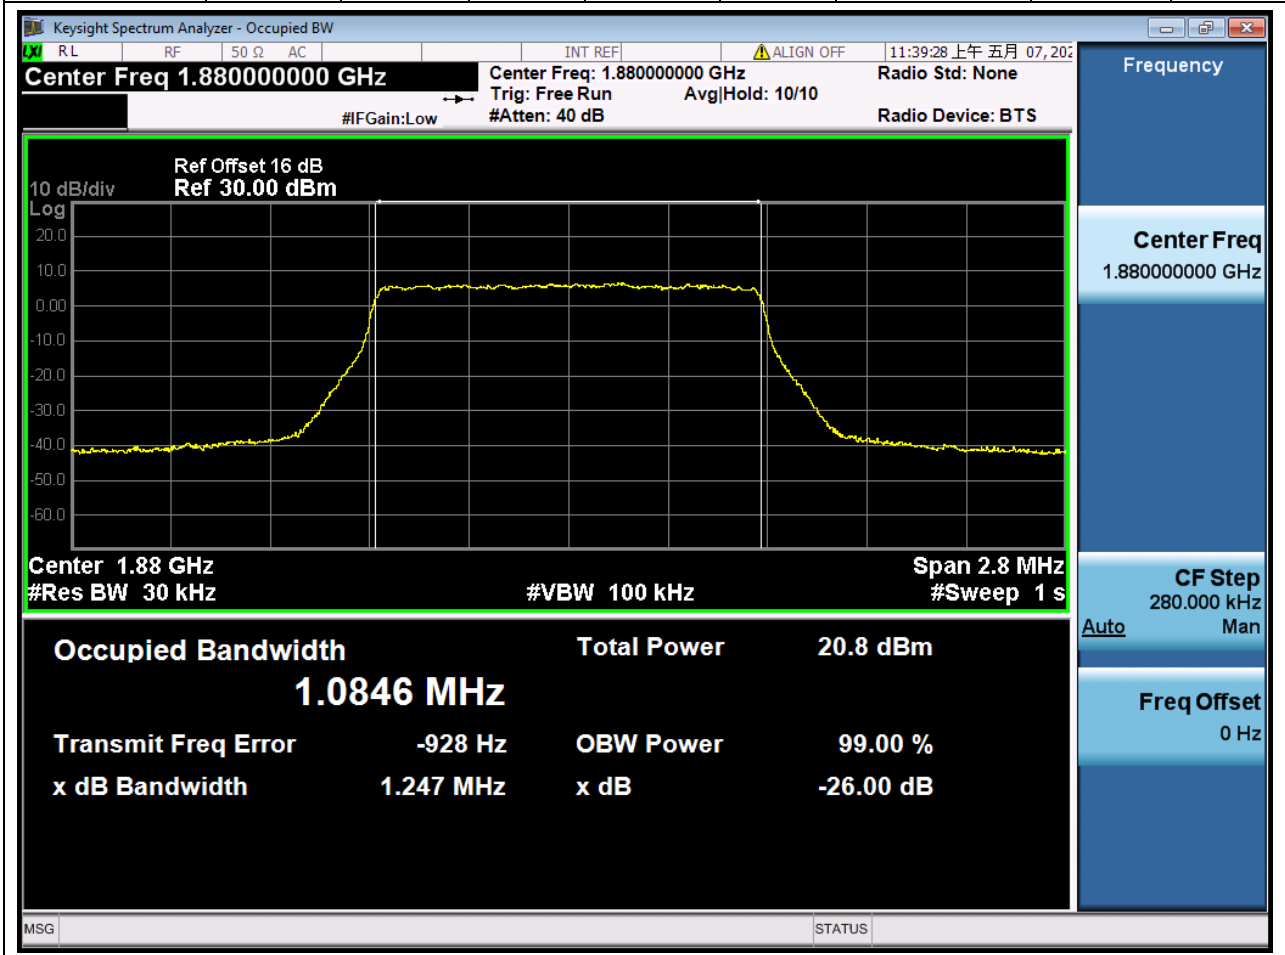 Keysight Spectrum Analyzer - Occupied BW
LXI RL RF 50 Ω AC INT REF ALIGN OFF 11:39:28 上午 五月 07, 202
Center Freq 1.880000000 GHz
Center Freq: 1.880000000 GHz Radio Std: None
Trig: Free Run Avg|Hold: 10/10
#IFGain:Low #Atten: 40 dB Radio Device: BTS
Ref Offset 16 dB
10 dB/div Ref 30.00 dBm
Log
20.0
10.0
0.00
-10.0
-20.0
-30.0
-40.0
-50.0
-60.0
Center 1.88 GHz Span 2.8 MHz
#Res BW 30 kHz #VBW 100 kHz #Sweep 1 s
Occupied Bandwidth Total Power 20.8 dBm
1.0846 MHz
Transmit Freq Error -928 Hz OBW Power 99.00 %
x dB Bandwidth 1.247 MHz x dB -26.00 dB
MSG STATUS
Frequency
Center Freq
1.880000000 GHz
CF Step
280.000 kHz
Auto Man
Freq Offset
0 Hz